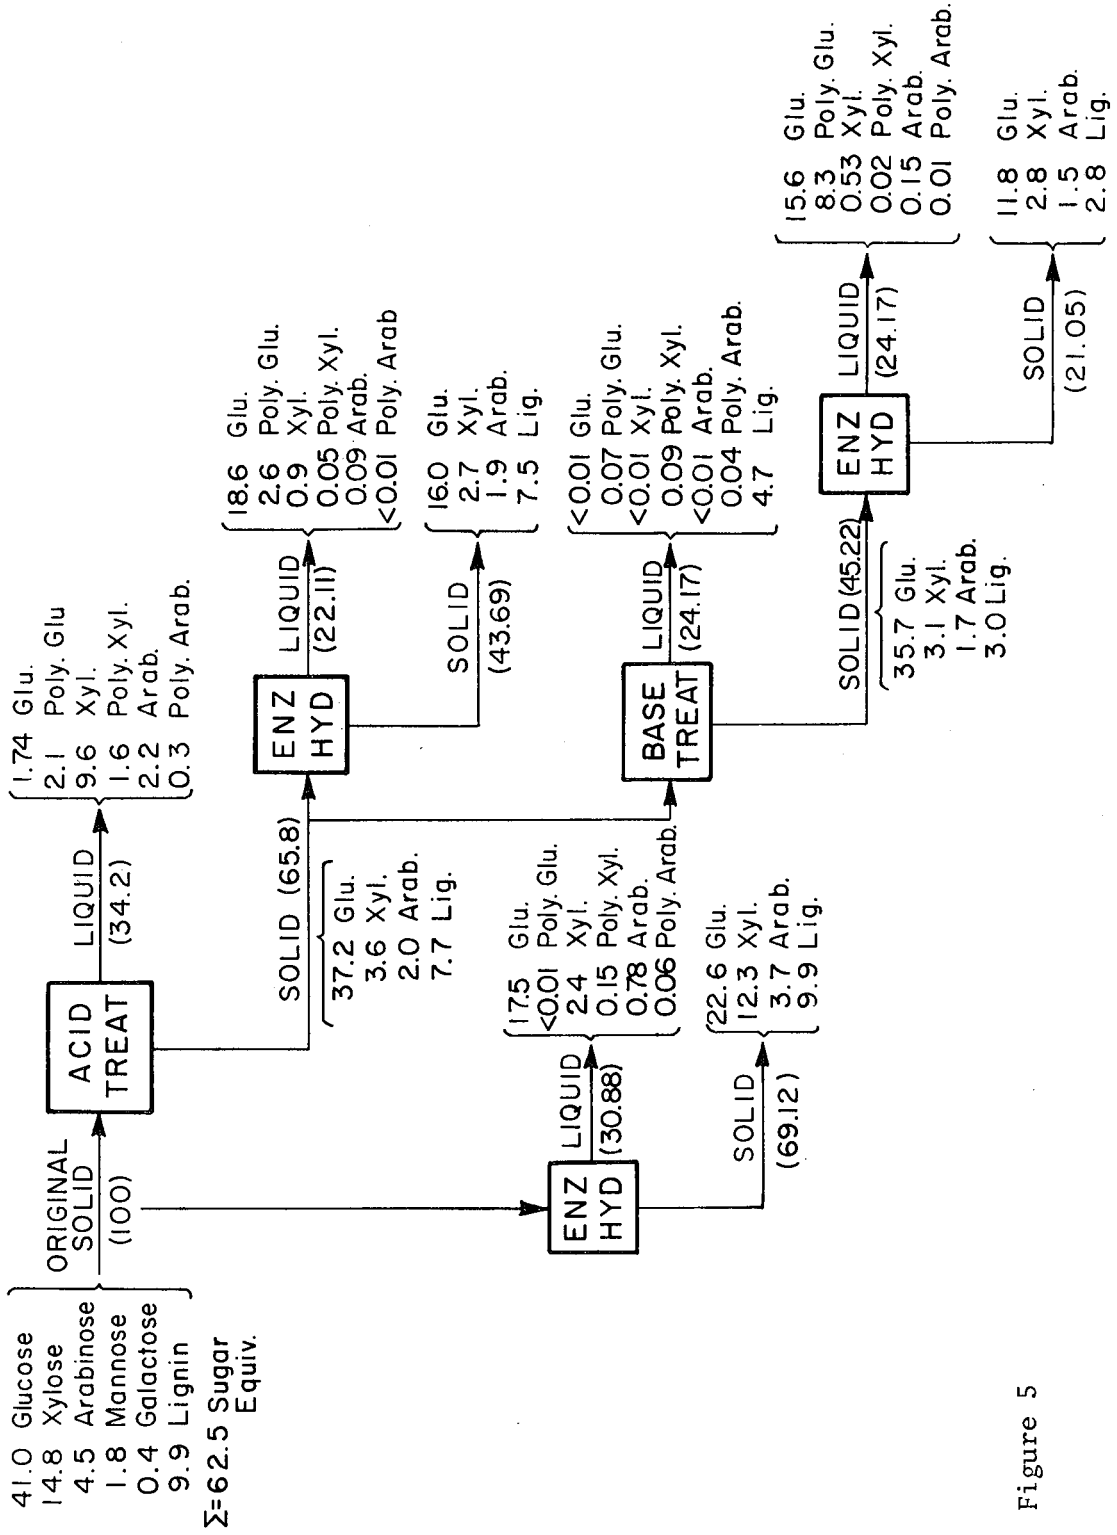 41.0 Glucose
14.8 Xylose
4.5 Arabinose
1.8 Mannose
0.4 Galactose
9.9 Lignin
Σ=62.5 Sugar
Equiv.
ORIGINAL
SOLID
(100)
ACID
TREAT
LIQUID
(34.2)
1.74 Glu.
2.1 Poly. Glu
9.6 Xyl.
1.6 Poly. Xyl.
2.2 Arab.
0.3 Poly. Arab.
SOLID (65.8)
37.2 Glu.
3.6 Xyl.
2.0 Arab.
7.7 Lig.
ENZ
HYD
LIQUID
(22.11)
18.6 Glu.
2.6 Poly. Glu.
0.9 Xyl.
0.05 Poly. Xyl.
0.09 Arab.
<0.01 Poly. Arab
SOLID
(43.69)
16.0 Glu.
2.7 Xyl.
1.9 Arab.
7.5 Lig.
ENZ
HYD
LIQUID
(30.88)
17.5 Glu.
<0.01 Poly. Glu.
2.4 Xyl.
0.15 Poly. Xyl.
0.78 Arab.
0.06 Poly. Arab.
SOLID
(69.12)
22.6 Glu.
12.3 Xyl.
3.7 Arab.
9.9 Lig.
BASE
TREAT
LIQUID
(24.17)
<0.01 Glu.
0.07 Poly. Glu.
<0.01 Xyl.
0.09 Poly. Xyl.
<0.01 Arab.
0.04 Poly. Arab.
4.7 Lig.
SOLID (45.22)
35.7 Glu.
3.1 Xyl.
1.7 Arab.
3.0 Lig.
ENZ
HYD
LIQUID
(24.17)
15.6 Glu.
8.3 Poly. Glu.
0.53 Xyl.
0.02 Poly. Xyl.
0.15 Arab.
0.01 Poly. Arab.
SOLID
(21.05)
11.8 Glu.
2.8 Xyl.
1.5 Arab.
2.8 Lig.
Figure 5